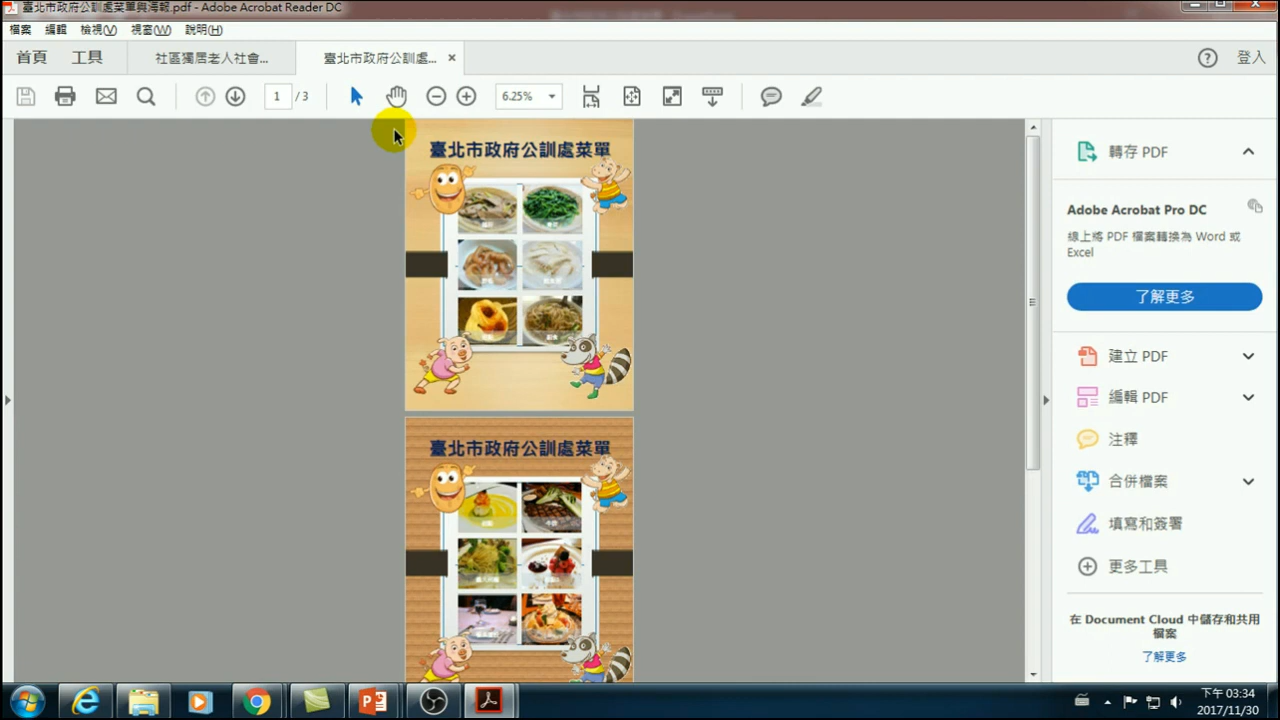 臺北市政府公訓處菜單與海報.pdf - Adobe Acrobat Reader DC
檔案 編輯 檢視(V) 視窗(W) 說明(H)
首頁 工具 社區獨居老人社會... 臺北市政府公訓處... × 登入
1 / 3 6.25%
臺北市政府公訓處菜單
臺北市政府公訓處菜單
牛排
轉存 PDF
Adobe Acrobat Pro DC
線上將 PDF 檔案轉換為 Word 或
Excel
了解更多
建立 PDF
編輯 PDF
注釋
合併檔案
填寫和簽署
更多工具
在 Document Cloud 中儲存和共用
檔案
了解更多
下午 03:34
2017/11/30